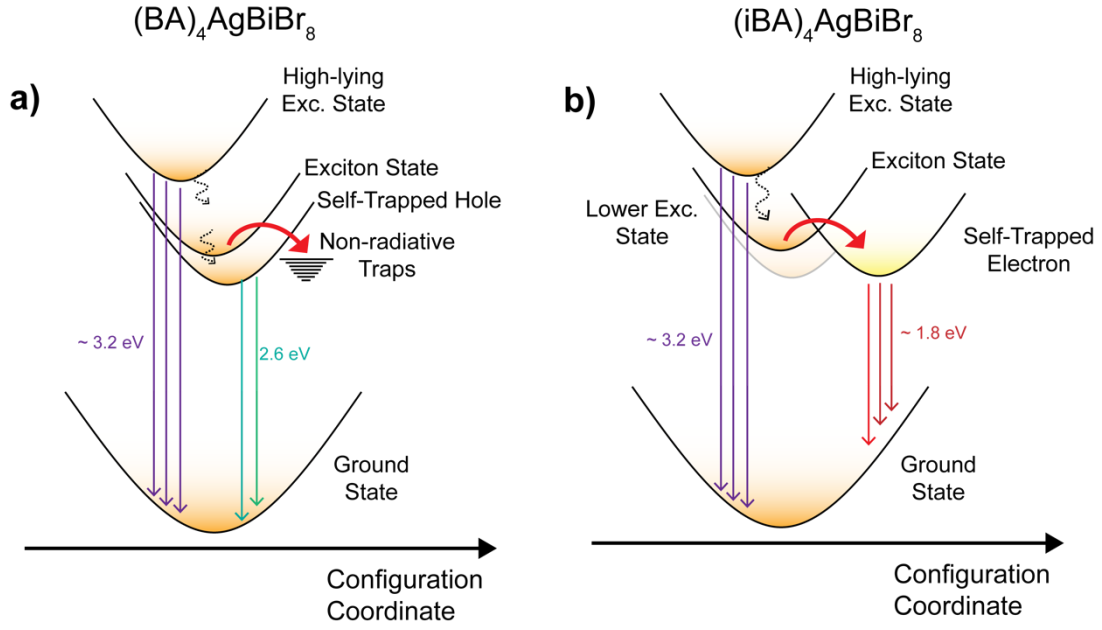 (BA)₄AgBiBr₈
a)
High-lying
Exc. State
Exciton State
Self-Trapped Hole
Non-radiative
Traps
~ 3.2 eV
2.6 eV
Ground
State
Configuration
Coordinate
(iBA)₄AgBiBr₈
b)
High-lying
Exc. State
Exciton State
Lower Exc.
State
Self-Trapped
Electron
~ 3.2 eV
~ 1.8 eV
Ground
State
Configuration
Coordinate